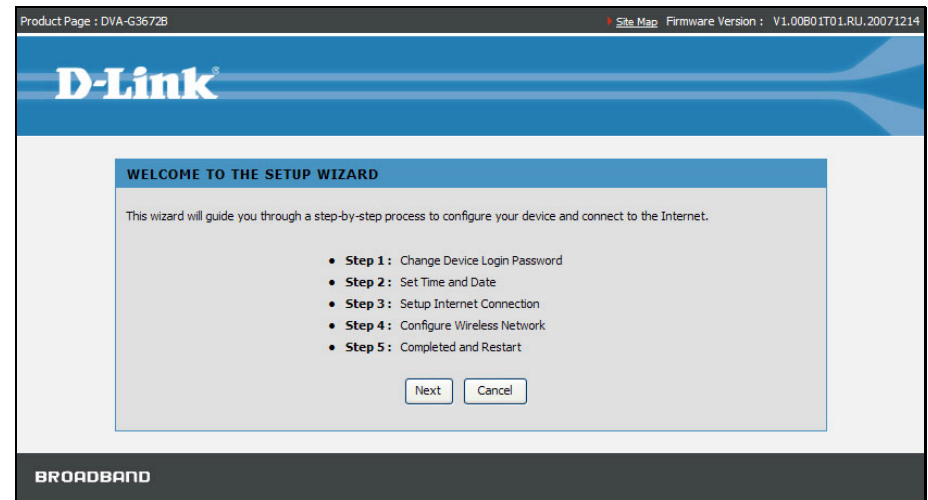 Product Page : DVA-G3672B Site Map Firmware Version : V1.00B01T01.RU.20071214
D-Link®
WELCOME TO THE SETUP WIZARD
This wizard will guide you through a step-by-step process to configure your device and connect to the Internet.
• Step 1 : Change Device Login Password
• Step 2 : Set Time and Date
• Step 3 : Setup Internet Connection
• Step 4 : Configure Wireless Network
• Step 5 : Completed and Restart
Next Cancel
BROADBAND